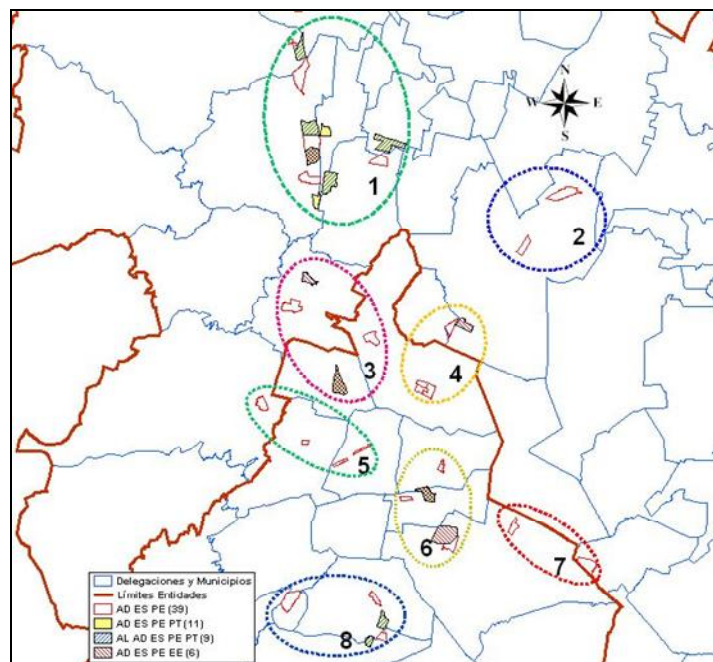 N
W E
S
1
2
3
4
5
6
7
8
Delegaciones y Municipios
Límites Entidades
AD ES PE (39)
AD ES PE PT (11)
AL AD ES PE PT (9)
AD ES PE EE (6)